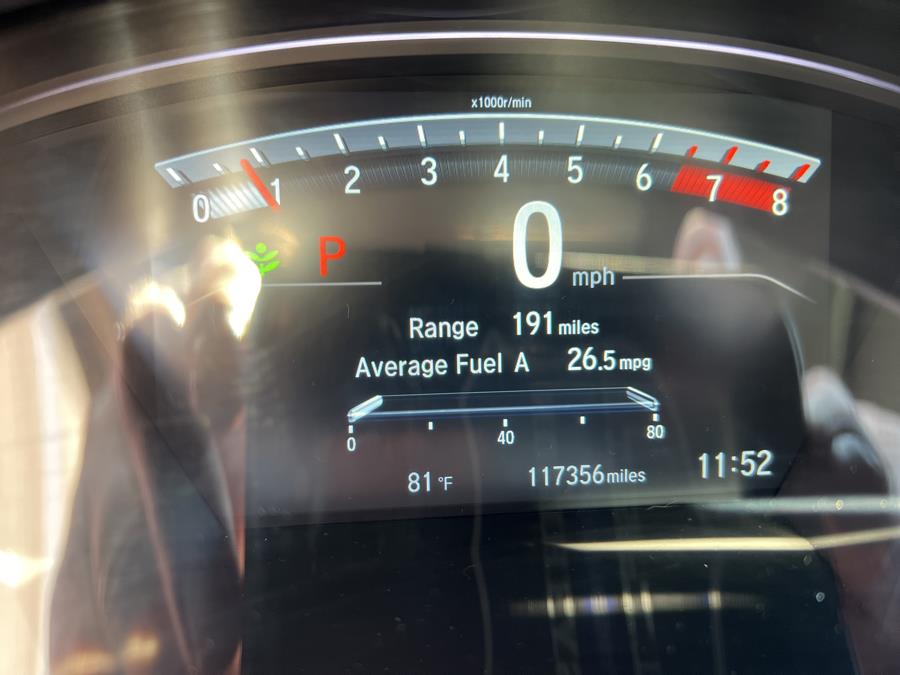 x1000r/min
0 1 2 3 4 5 6 7 8
P
0 mph
Range 191 miles
Average Fuel A 26.5 mpg
0 40 80
81 °F 117356 miles 11:52